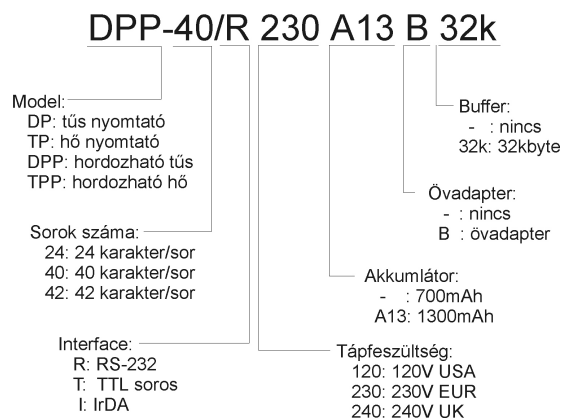 DPP-40/R 230 A13 B 32k
Model:
DP: tűs nyomtató
TP: hő nyomtató
DPP: hordozható tűs
TPP: hordozható hő
Sorok száma:
24: 24 karakter/sor
40: 40 karakter/sor
42: 42 karakter/sor
Interface:
R: RS-232
T: TTL soros
I: IrDA
Buffer:
- : nincs
32k: 32kbyte
Övadapter:
- : nincs
B : övadapter
Akkumlátor:
- : 700mAh
A13: 1300mAh
Tápfeszültség:
120: 120V USA
230: 230V EUR
240: 240V UK